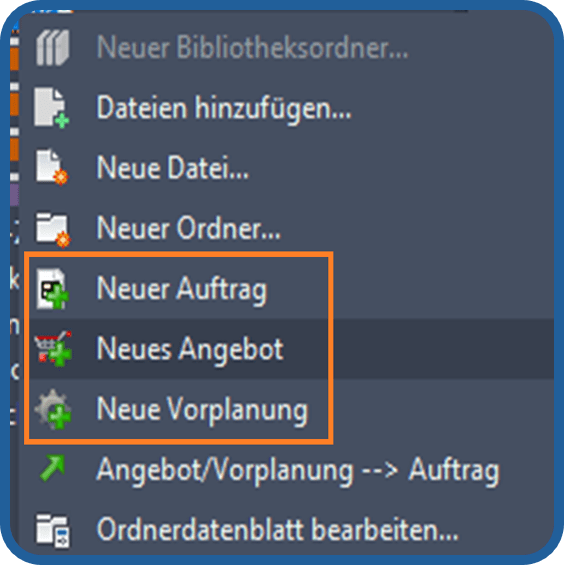 Neuer Bibliotheksordner...
Dateien hinzufügen...
Neue Datei...
Neuer Ordner...
Neuer Auftrag
Neues Angebot
Neue Vorplanung
Angebot/Vorplanung --> Auftrag
Ordnerdatenblatt bearbeiten...